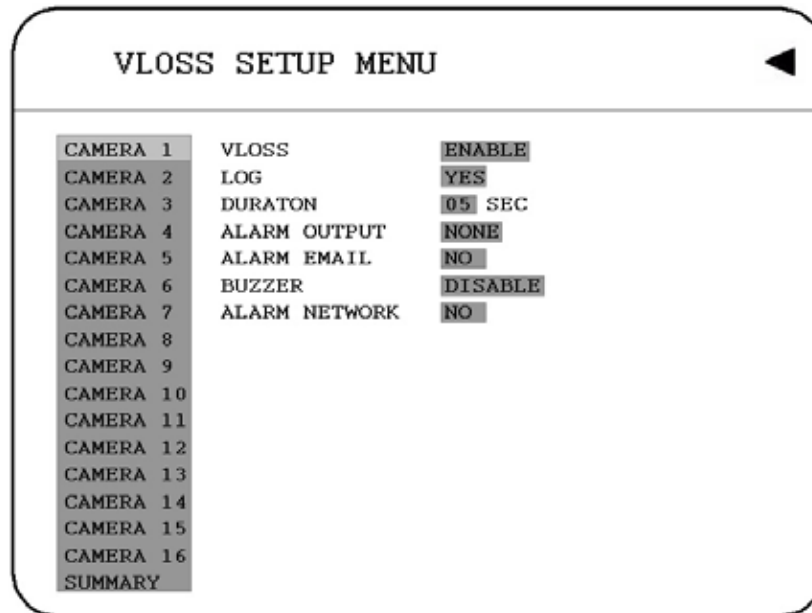 VLOSS SETUP MENU
CAMERA 1 VLOSS ENABLE
CAMERA 2 LOG YES
CAMERA 3 DURATON 05 SEC
CAMERA 4 ALARM OUTPUT NONE
CAMERA 5 ALARM EMAIL NO
CAMERA 6 BUZZER DISABLE
CAMERA 7 ALARM NETWORK NO
CAMERA 8
CAMERA 9
CAMERA 10
CAMERA 11
CAMERA 12
CAMERA 13
CAMERA 14
CAMERA 15
CAMERA 16
SUMMARY